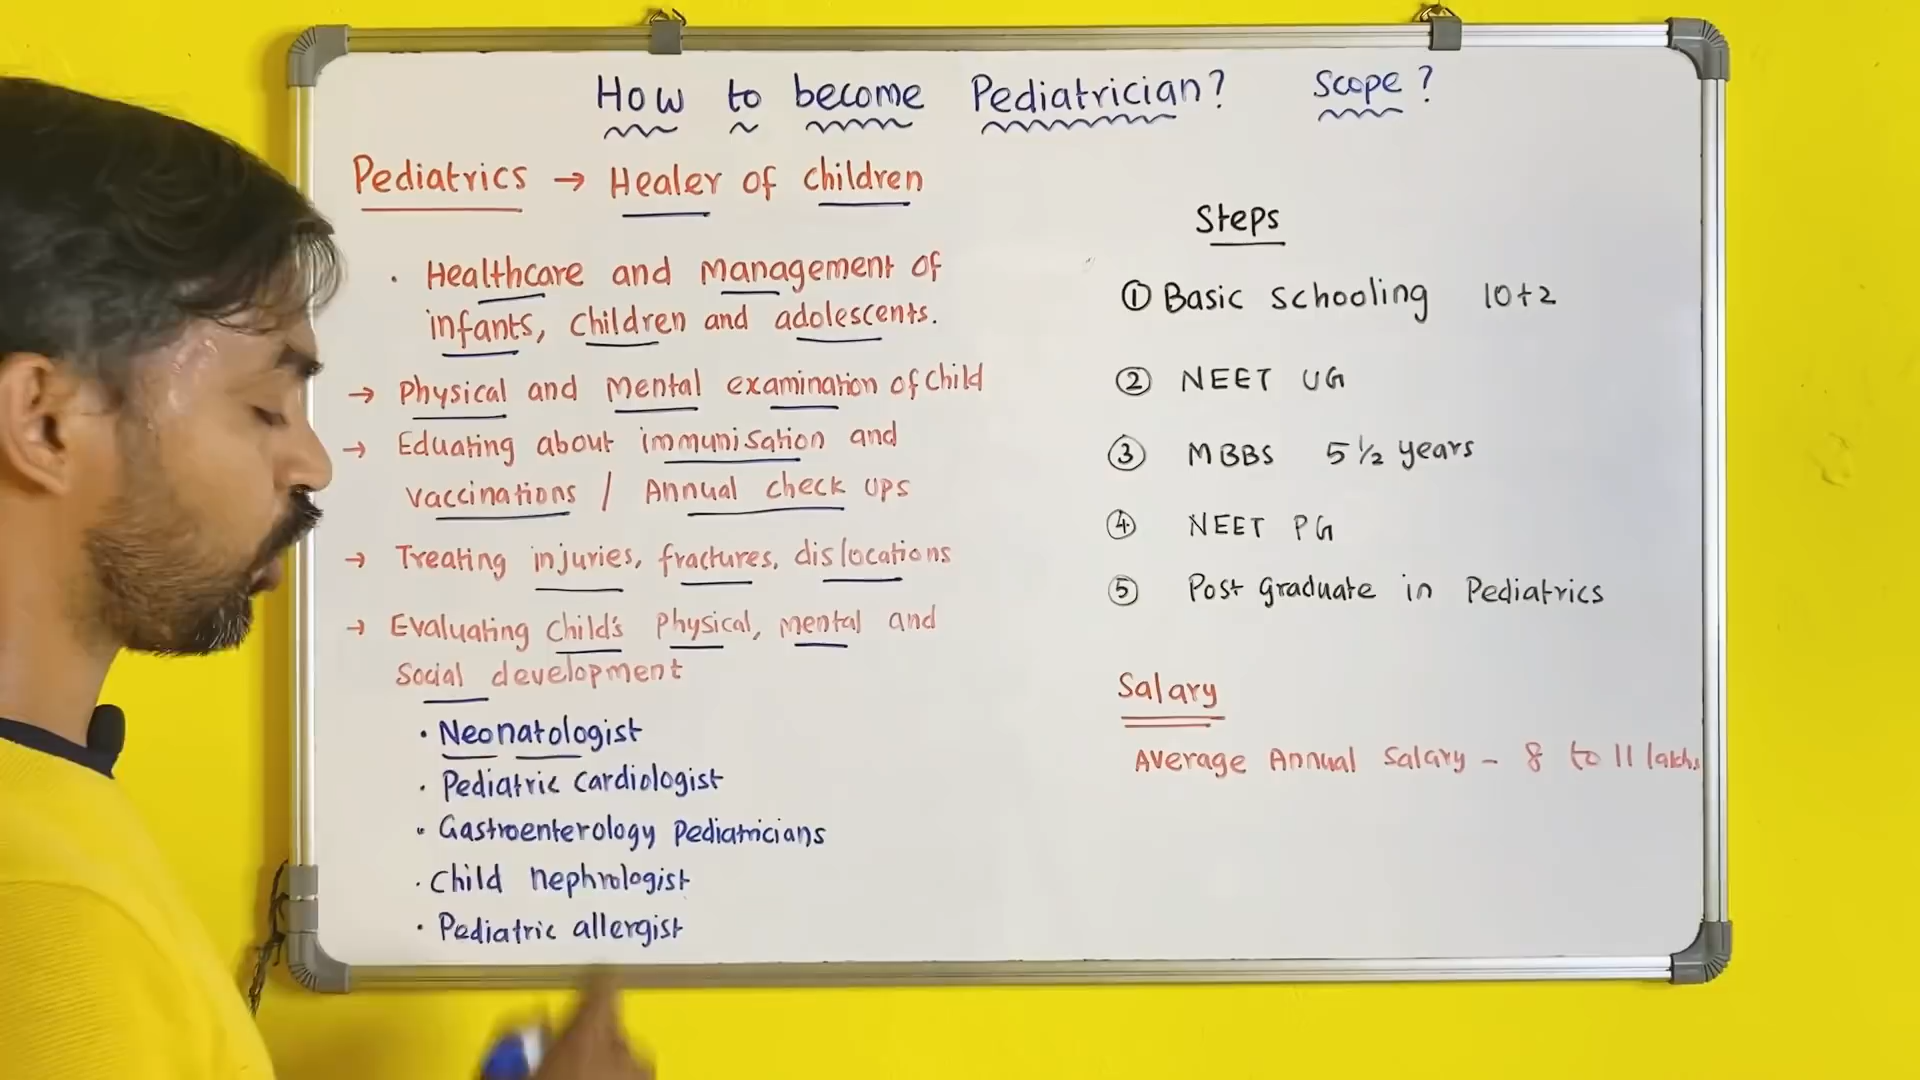 How to become Pediatrician? Scope?
Pediatrics → Healer of children
· Healthcare and management of
infants, children and adolescents.
→ Physical and mental examination of child
→ Eduating about immunisation and
vaccinations / Annual check ups
→ Treating injuries, fractures, dislocations
→ Evaluating child's physical, mental and
social development
· Neonatologist
· Pediatric cardiologist
· Gastroenterology pediatricians
· Child nephrologist
· Pediatric allergist
Steps
① Basic schooling 10+2
② NEET UG
③ MBBS 5 1/2 years
④ NEET PG
⑤ Post graduate in Pediatrics
Salary
Average Annual Salary - 8 to 11 lakhs